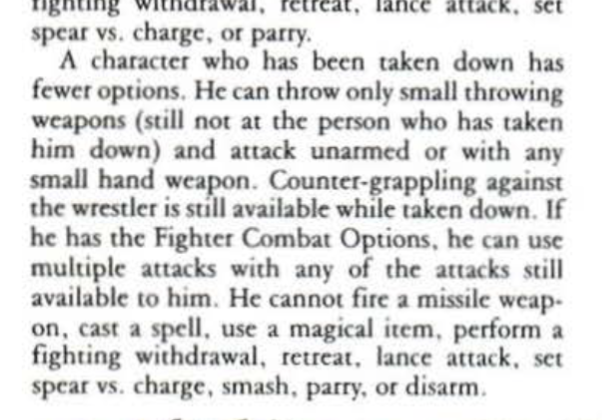 fighting withdrawal, retreat, lance attack, set
spear vs. charge, or parry.
A character who has been taken down has
fewer options. He can throw only small throwing
weapons (still not at the person who has taken
him down) and attack unarmed or with any
small hand weapon. Counter-grappling against
the wrestler is still available while taken down. If
he has the Fighter Combat Options, he can use
multiple attacks with any of the attacks still
available to him. He cannot fire a missile weap-
on, cast a spell, use a magical item, perform a
fighting withdrawal, retreat, lance attack, set
spear vs. charge, smash, parry, or disarm.